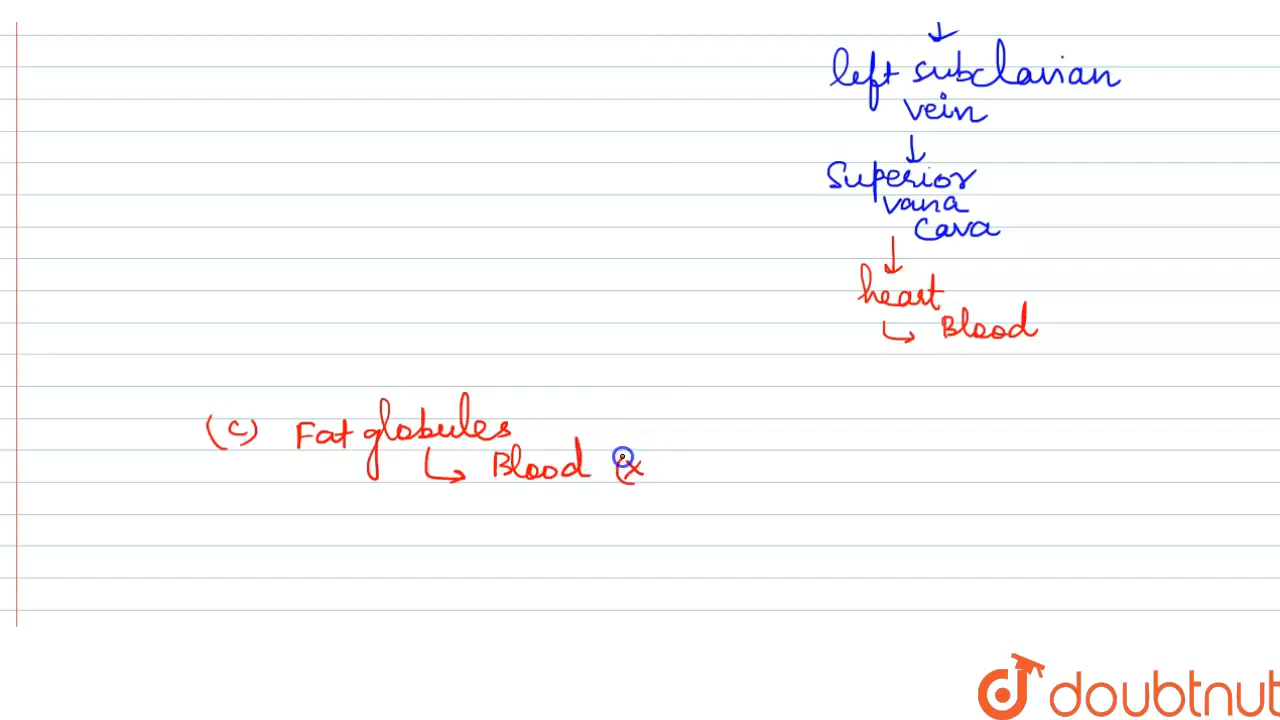 ↓
left subclavian
vein
↓
Superior
vana
Cava
↓
heart
↳ Blood
(c) Fat globules
↳ Blood (x
doubtnut